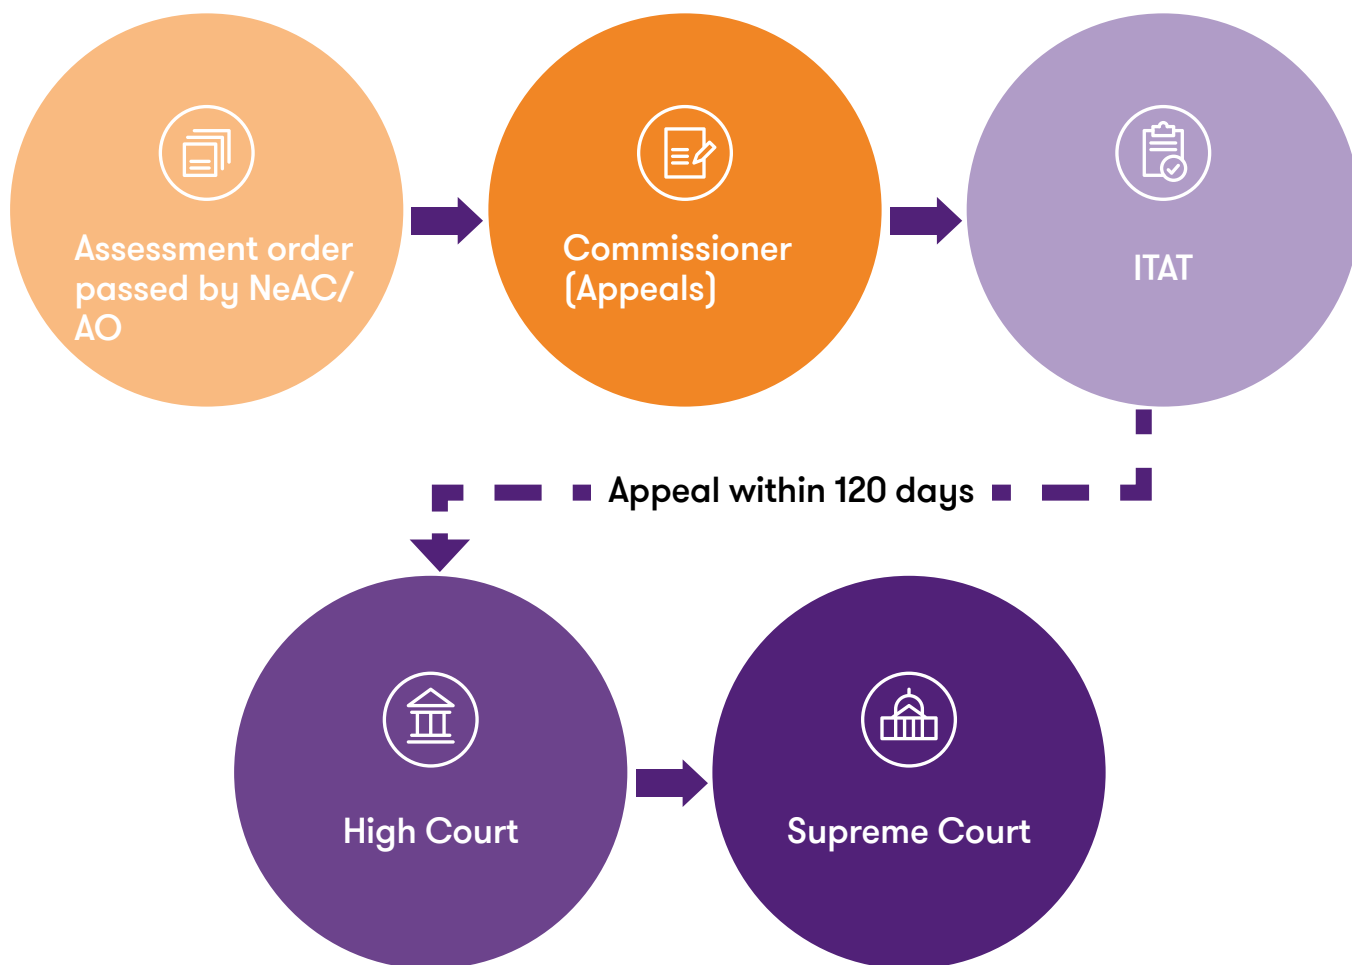 Assessment order
passed by NeAC/
AO
Commissioner
(Appeals)
ITAT
Appeal within 120 days
High Court
Supreme Court